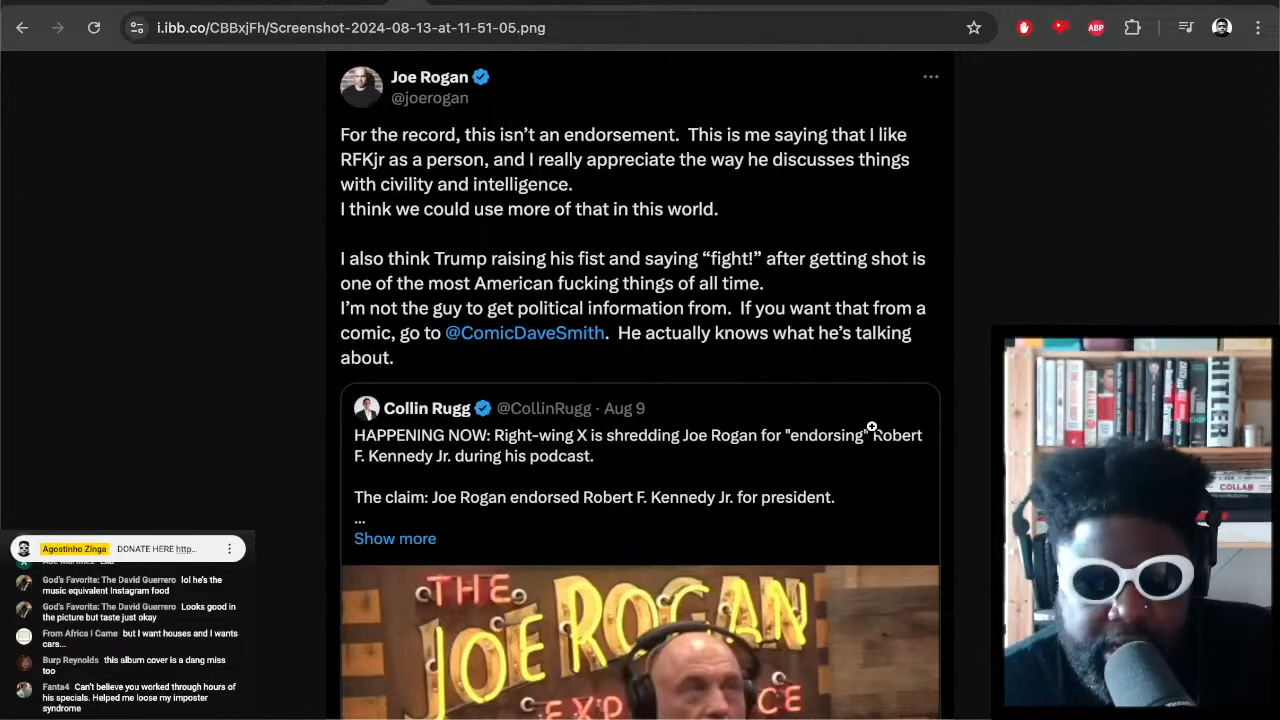 i.ibb.co/CBBxjFh/Screenshot-2024-08-13-at-11-51-05.png
ABP
Joe Rogan
@joerogan
For the record, this isn’t an endorsement.  This is me saying that I like
RFKjr as a person, and I really appreciate the way he discusses things
with civility and intelligence.
I think we could use more of that in this world.
I also think Trump raising his fist and saying “fight!” after getting shot is
one of the most American fucking things of all time.
I’m not the guy to get political information from.  If you want that from a
comic, go to @ComicDaveSmith.  He actually knows what he’s talking
about.
Collin Rugg @CollinRugg · Aug 9
HAPPENING NOW: Right-wing X is shredding Joe Rogan for "endorsing" Robert
F. Kennedy Jr. during his podcast.
The claim: Joe Rogan endorsed Robert F. Kennedy Jr. for president.
...
Show more
THE
JOE ROGAN
EXP CE
Agostinho Zinga DONATE HERE http...
God's Favorite: The David Guerrero lol he's the
music equivalent Instagram food
God's Favorite: The David Guerrero Looks good in
the picture but taste just okay
From Africa I Came but I want houses and I wants
cars...
Burp Reynolds this album cover is a dang miss
too
Fanta4 Can't believe you worked through hours of
his specials. Helped me loose my imposter
syndrome
HITLER
COLLAB